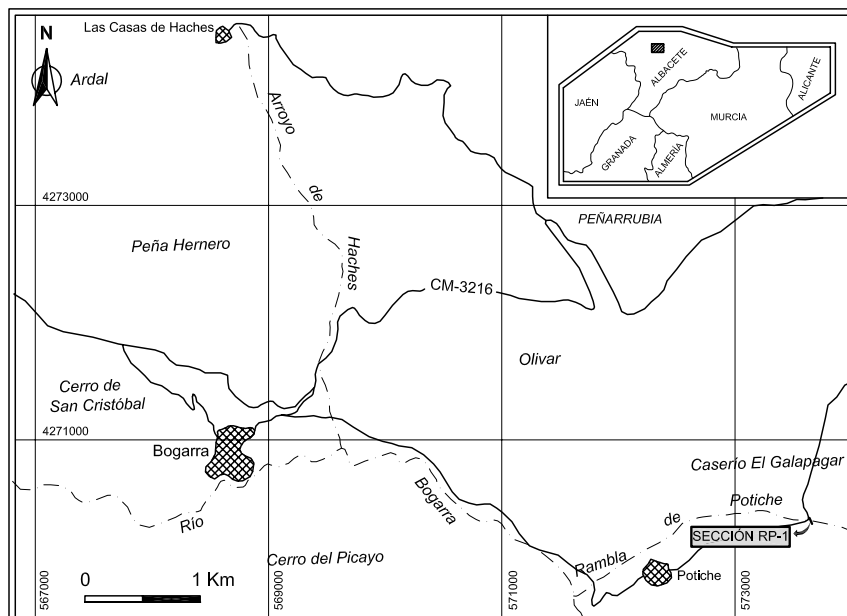 Las Casas de Haches
N
Ardal
Arroyo
de
Haches
JAÉN
ALBACETE
MURCIA
ALICANTE
GRANADA
ALMERÍA
4273000
PEÑARRUBIA
Peña Hernero
CM-3216
Olivar
Cerro de
San Cristóbal
4271000
Bogarra
Caserío El Galapagar
Río
Bogarra
Rambla
de
Potiche
SECCIÓN RP-1
Cerro del Picayo
Potiche
0
1 Km
567000
569000
571000
573000